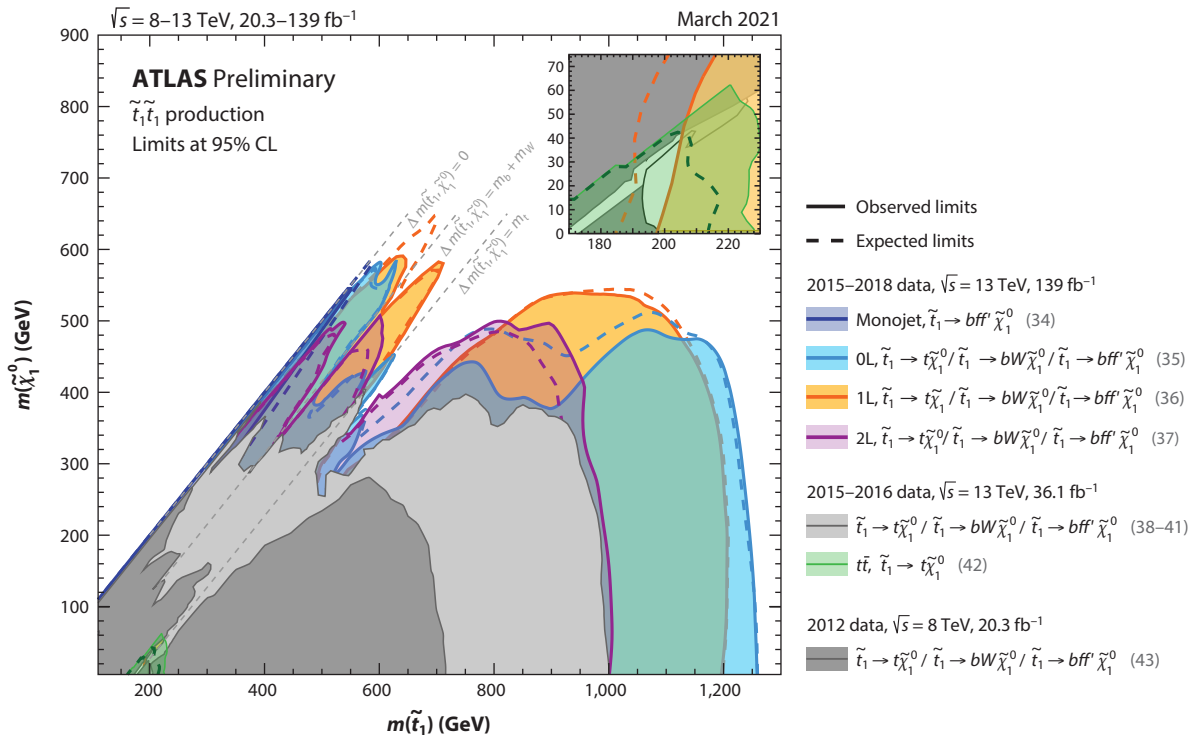 √s = 8–13 TeV, 20.3–139 fb⁻¹ March 2021
ATLAS Preliminary
t̃₁t̃₁ production
Limits at 95% CL
900
800
700
600
500
400
300
200
100
m(χ̃₁⁰) (GeV)
200 400 600 800 1,000 1,200
m(t̃₁) (GeV)
Δ m(t̃₁, χ̃₁⁰) = 0
Δ m(t̃₁, χ̃₁⁰) = m_b + m_W
Δ m(t̃₁, χ̃₁⁰) = m_t
70
60
50
40
30
20
10
0
180 200 220
Observed limits
Expected limits
2015–2018 data, √s = 13 TeV, 139 fb⁻¹
Monojet, t̃₁ → bff′ χ̃₁⁰ (34)
0L, t̃₁ → tχ̃₁⁰/ t̃₁ → bWχ̃₁⁰/ t̃₁ → bff′ χ̃₁⁰ (35)
1L, t̃₁ → tχ̃₁⁰/ t̃₁ → bWχ̃₁⁰/ t̃₁ → bff′ χ̃₁⁰ (36)
2L, t̃₁ → tχ̃₁⁰/ t̃₁ → bWχ̃₁⁰/ t̃₁ → bff′ χ̃₁⁰ (37)
2015–2016 data, √s = 13 TeV, 36.1 fb⁻¹
t̃₁ → tχ̃₁⁰/ t̃₁ → bWχ̃₁⁰/ t̃₁ → bff′ χ̃₁⁰ (38–41)
tt̄, t̃₁ → tχ̃₁⁰ (42)
2012 data, √s = 8 TeV, 20.3 fb⁻¹
t̃₁ → tχ̃₁⁰/ t̃₁ → bWχ̃₁⁰/ t̃₁ → bff′ χ̃₁⁰ (43)